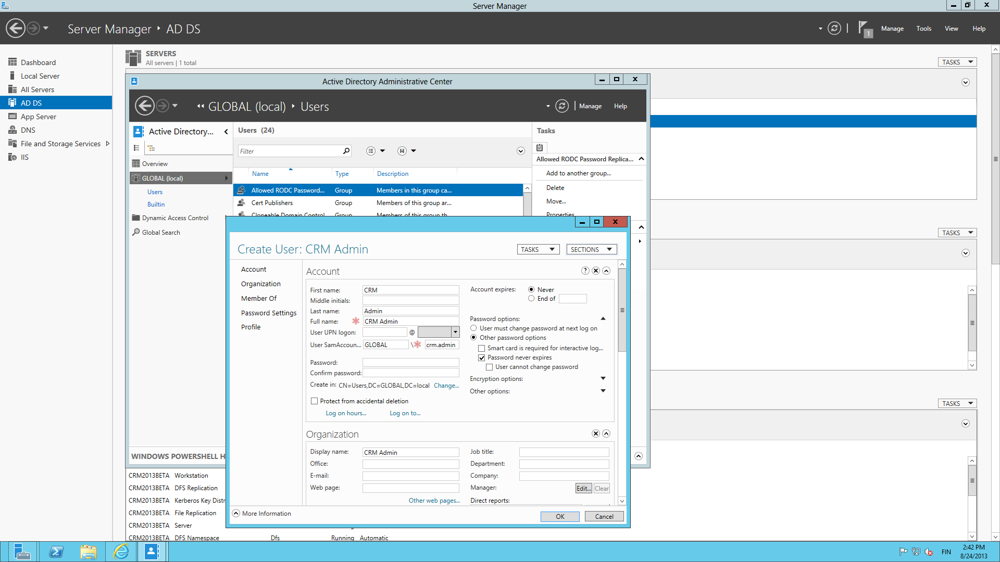 Server Manager
Server Manager ‣ AD DS
1
Manage
Tools
View
Help
Dashboard
Local Server
All Servers
AD DS
App Server
DNS
File and Storage Services
IIS
SERVERS
All servers | 1 total
TASKS
Active Directory Administrative Center
GLOBAL (local) ‣ Users
Manage
Help
Active Directory...
Overview
GLOBAL (local)
Users
Builtin
Dynamic Access Control
Global Search
Users (24)
Filter
Name Type Description
Allowed RODC Password... Group Members in this group ca...
Cert Publishers Group Members of this group ar...
Cloneable Domain Control Group Members of this group th
Tasks
Allowed RODC Password Replica...
Add to another group...
Delete
Move...
Properties
TASKS
TASKS
Create User: CRM Admin
TASKS
SECTIONS
Account
Organization
Member Of
Password Settings
Profile
Account
?
First name: CRM
Middle initials:
Last name: Admin
Full name: CRM Admin
User UPN logon: @
User SamAccoun... GLOBAL \ crm.admin
Password:
Confirm password:
Create in: CN=Users,DC=GLOBAL,DC=local Change...
Protect from accidental deletion
Log on hours... Log on to...
Account expires: Never
End of
Password options:
User must change password at next log on
Other password options
Smart card is required for interactive log...
Password never expires
User cannot change password
Encryption options:
Other options:
Organization
Display name: CRM Admin
Office:
E-mail:
Web page:
Other web pages...
Job title:
Department:
Company:
Manager: Edit... Clear
Direct reports:
More Information
OK
Cancel
WINDOWS POWERSHELL H
CRM2013BETA Workstation
CRM2013BETA DFS Replication
CRM2013BETA Kerberos Key Distr
CRM2013BETA File Replication
CRM2013BETA Server
CRM2013BETA DFS Namespace Dfs Running Automatic
FIN
2:42 PM
8/24/2013